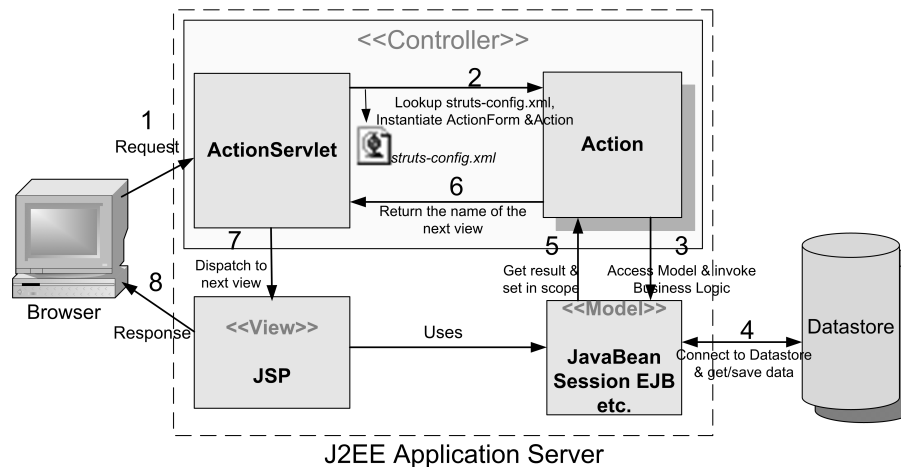 <<Controller>>
1
Request
ActionServlet
2
Lookup struts-config.xml,
Instantiate ActionForm &Action
struts-config.xml
Action
6
Return the name of the
next view
7
Dispatch to
next view
5
Get result &
set in scope
3
Access Model & invoke
Business Logic
8
Response
Browser
<<View>>
JSP
Uses
<<Model>>
JavaBean
Session EJB
etc.
4
Connect to Datastore
& get/save data
Datastore
J2EE Application Server